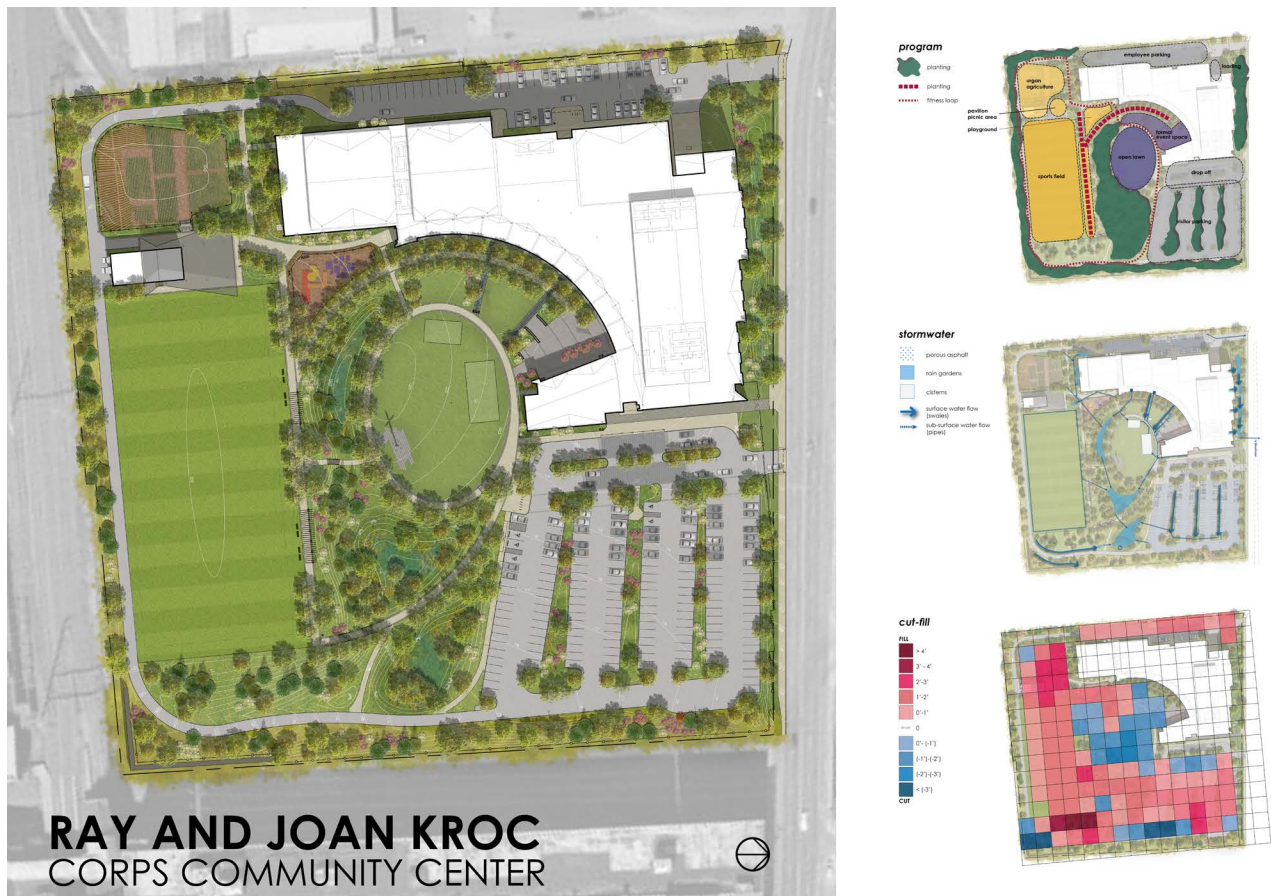 RAY AND JOAN KROC
CORPS COMMUNITY CENTER
program
planting
planting
fitness loop
pavilion
picnic area
playground
employee parking
loading
urgan
agriculture
formal
event space
open lawn
sports field
drop off
visitor parking
stormwater
porous asphalt
rain gardens
cisterns
surface water flow
(swales)
sub-surface water flow
(pipes)
cut-fill
FILL
> 4'
3' - 4'
2'-3'
1'-2'
0'-1'
0
0'- (-1')
(-1')-(-2')
(-2')-(-3')
< (-3')
CUT